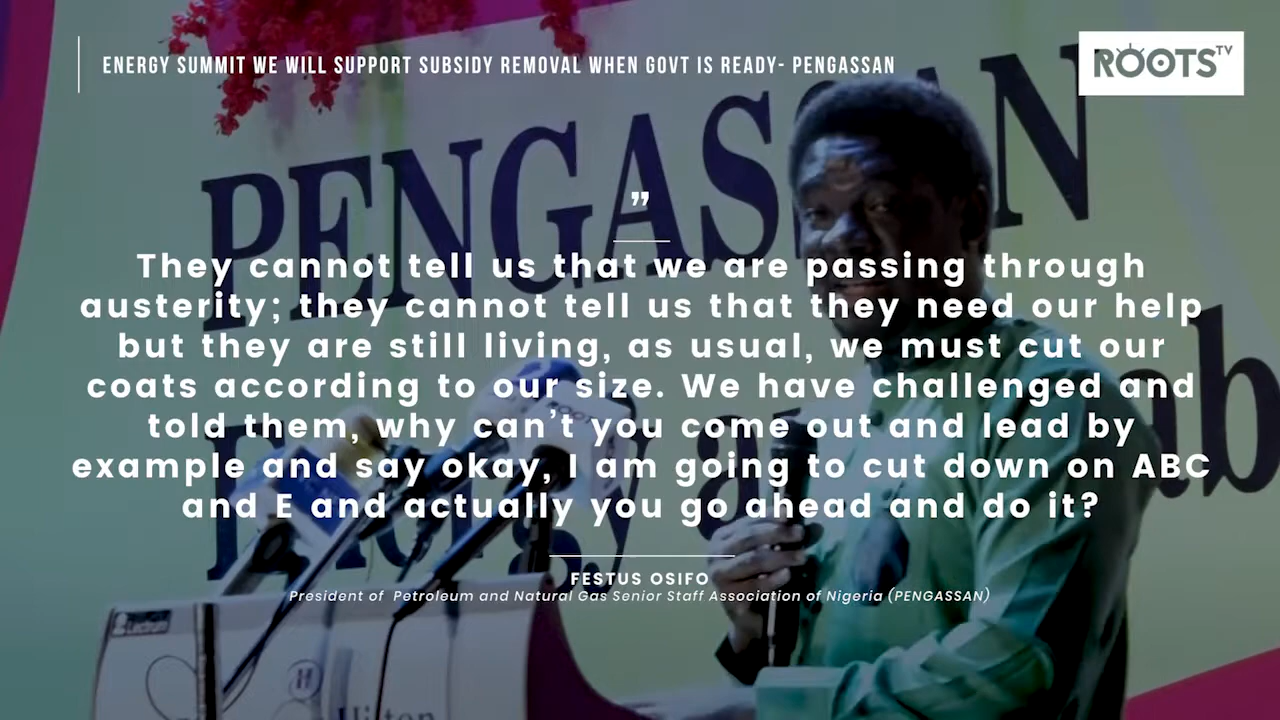 ENERGY SUMMIT WE WILL SUPPORT SUBSIDY REMOVAL WHEN GOVT IS READY- PENGASSAN
ROOTS TV
PENGASSAN
”
They cannot tell us that we are passing through
austerity; they cannot tell us that they need our help
but they are still living, as usual, we must cut our
coats according to our size. We have challenged and
told them, why can’t you come out and lead by
example and say okay, I am going to cut down on ABC
and E and actually you go ahead and do it?
FESTUS OSIFO
President of Petroleum and Natural Gas Senior Staff Association of Nigeria (PENGASSAN)
Hilton